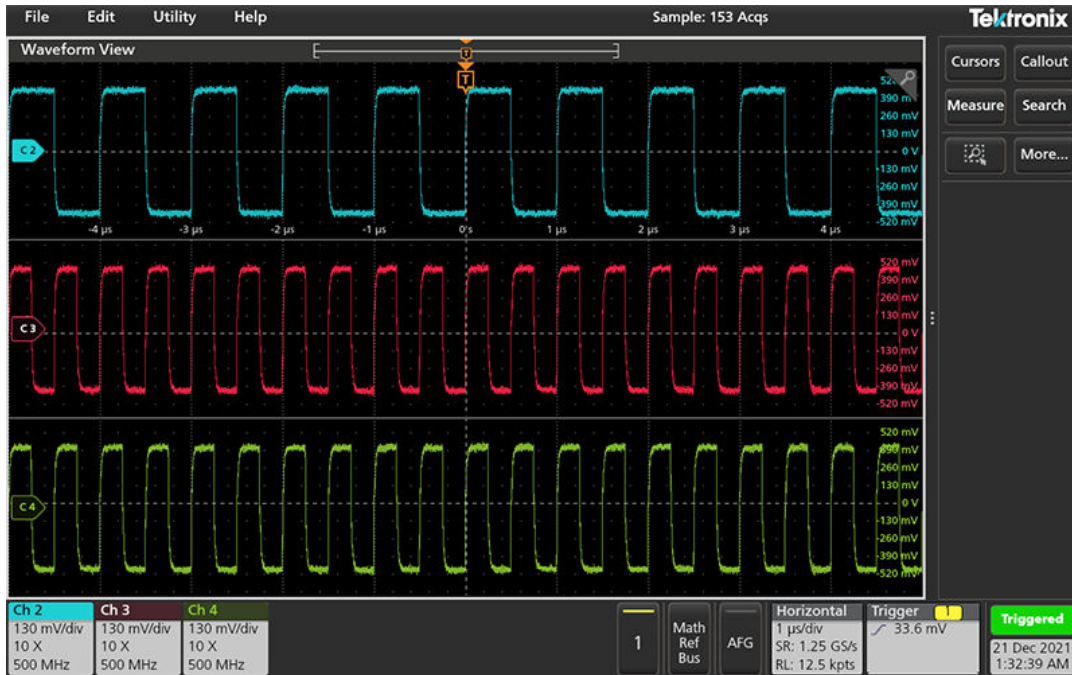 File Edit Utility Help Sample: 153 Acqs Tektronix
Waveform View
Cursors Callout
Measure Search
More...
T
T
C 2
390 m
260 mV
130 mV
0 V
-130 mV
-260 mV
-390 mV
-520 mV
-4 µs -3 µs -2 µs -1 µs 0 s 1 µs 2 µs 3 µs 4 µs
C 3
520 mV
390 mV
260 mV
130 mV
0 V
-130 mV
-260 mV
-390 mV
-520 mV
C 4
520 mV
390 mV
260 mV
130 mV
0 V
-130 mV
-260 mV
-390 mV
-520 mV
Ch 2
130 mV/div
10 X
500 MHz
Ch 3
130 mV/div
10 X
500 MHz
Ch 4
130 mV/div
10 X
500 MHz
1
Math
Ref
Bus
AFG
Horizontal
1 µs/div
SR: 1.25 GS/s
RL: 12.5 kpts
Trigger 1
33.6 mV
Triggered
21 Dec 2021
1:32:39 AM